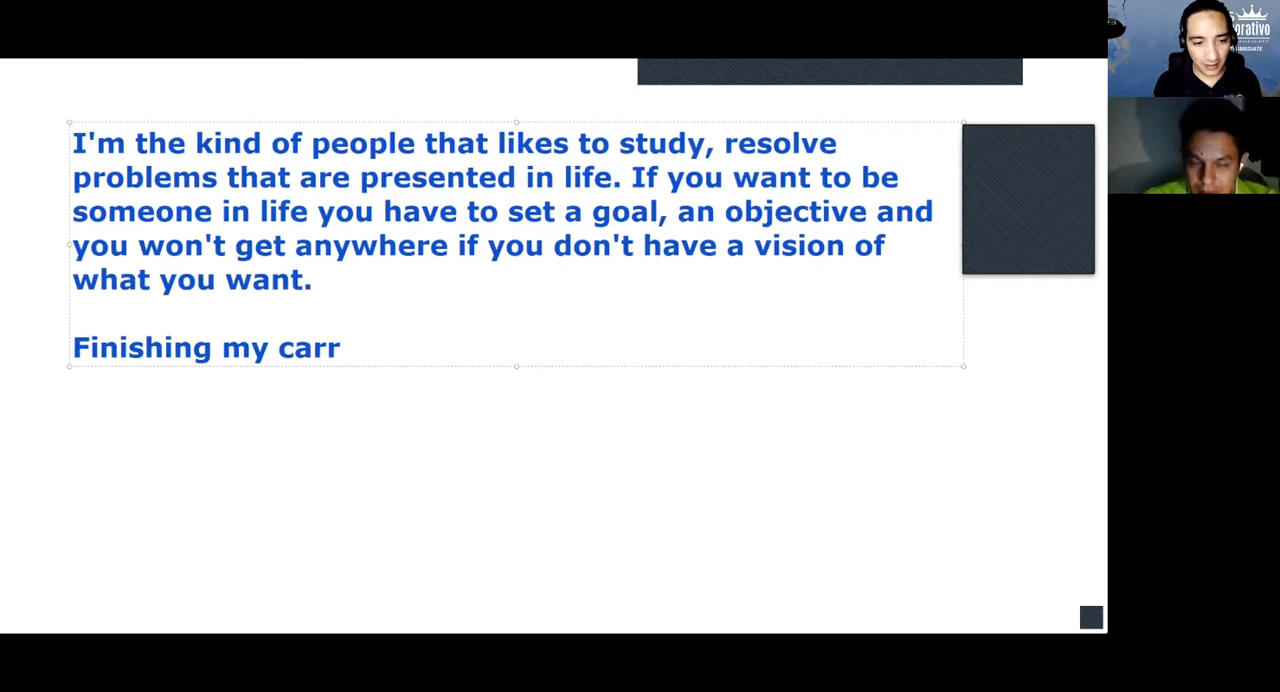 I'm the kind of people that likes to study, resolve
problems that are presented in life. If you want to be
someone in life you have to set a goal, an objective and
you won't get anywhere if you don't have a vision of
what you want.
Finishing my carr
orativo